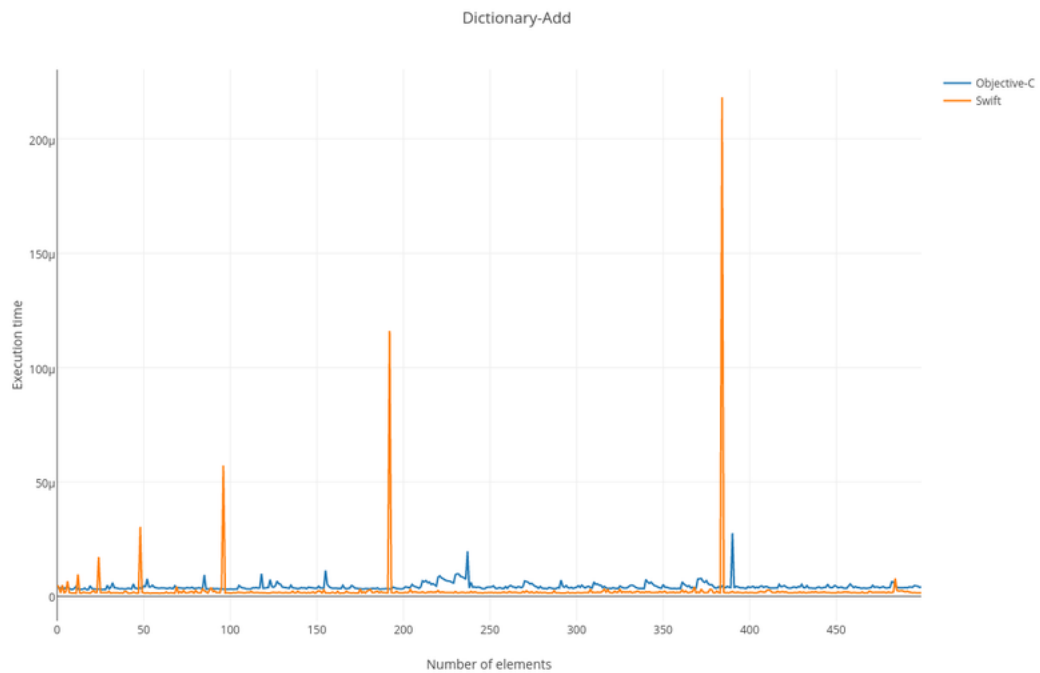 Dictionary-Add
Objective-C
Swift
Execution time
200μ
150μ
100μ
50μ
0
0 50 100 150 200 250 300 350 400 450
Number of elements